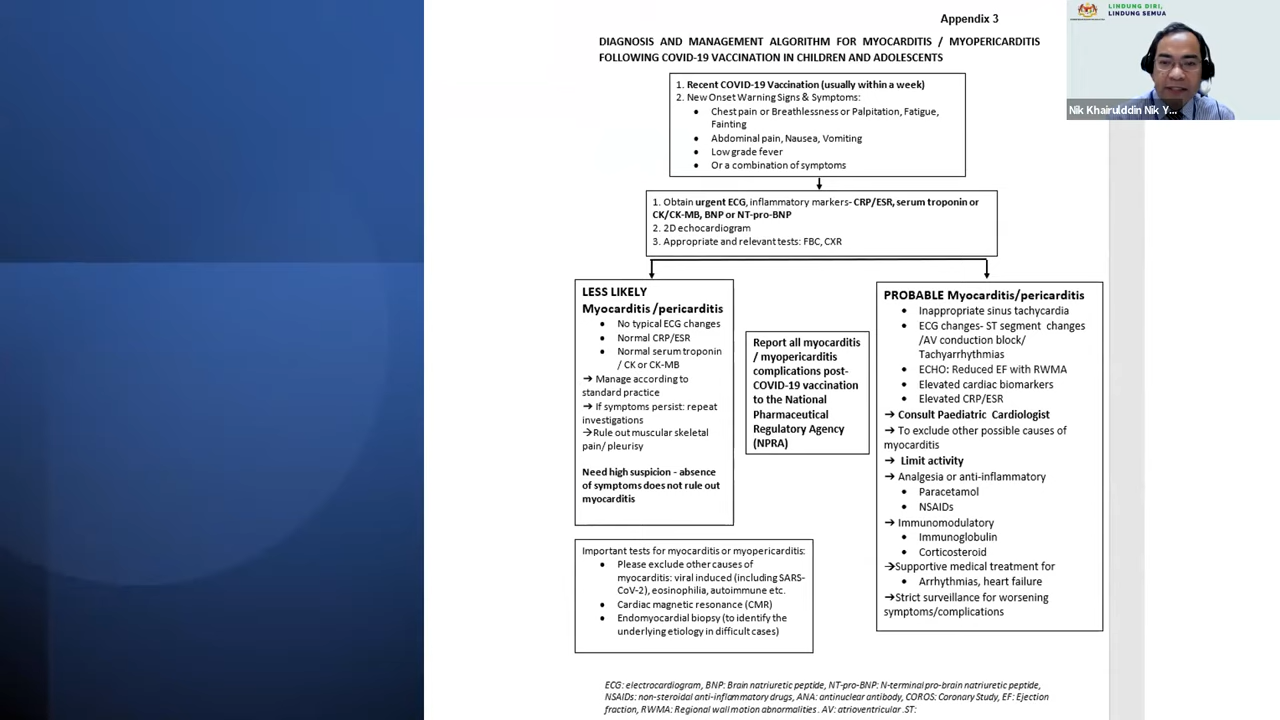 Appendix 3
DIAGNOSIS AND MANAGEMENT ALGORITHM FOR MYOCARDITIS / MYOPERICARDITIS
FOLLOWING COVID-19 VACCINATION IN CHILDREN AND ADOLESCENTS
1. Recent COVID-19 Vaccination (usually within a week)
2. New Onset Warning Signs & Symptoms:
• Chest pain or Breathlessness or Palpitation, Fatigue,
Fainting
• Abdominal pain, Nausea, Vomiting
• Low grade fever
• Or a combination of symptoms
1. Obtain urgent ECG, inflammatory markers- CRP/ESR, serum troponin or
CK/CK-MB, BNP or NT-pro-BNP
2. 2D echocardiogram
3. Appropriate and relevant tests: FBC, CXR
LESS LIKELY
Myocarditis/pericarditis
• No typical ECG changes
• Normal CRP/ESR
• Normal serum troponin
/ CK or CK-MB
→ Manage according to
standard practice
→ If symptoms persist: repeat
investigations
→Rule out muscular skeletal
pain/ pleurisy
Need high suspicion - absence
of symptoms does not rule out
myocarditis
Report all myocarditis
/ myopericarditis
complications post-
COVID-19 vaccination
to the National
Pharmaceutical
Regulatory Agency
(NPRA)
PROBABLE Myocarditis/pericarditis
• Inappropriate sinus tachycardia
• ECG changes- ST segment changes
/AV conduction block/
Tachyarrhythmias
• ECHO: Reduced EF with RWMA
• Elevated cardiac biomarkers
• Elevated CRP/ESR
→ Consult Paediatric Cardiologist
→ To exclude other possible causes of
myocarditis
→ Limit activity
→ Analgesia or anti-inflammatory
• Paracetamol
• NSAIDs
→ Immunomodulatory
• Immunoglobulin
• Corticosteroid
→Supportive medical treatment for
• Arrhythmias, heart failure
→Strict surveillance for worsening
symptoms/complications
Important tests for myocarditis or myopericarditis:
• Please exclude other causes of
myocarditis: viral induced (including SARS-
CoV-2), eosinophilia, autoimmune etc.
• Cardiac magnetic resonance (CMR)
• Endomyocardial biopsy (to identify the
underlying etiology in difficult cases)
ECG: electrocardiogram, BNP: Brain natriuretic peptide, NT-pro-BNP: N-terminal pro-brain natriuretic peptide,
NSAIDs: non-steroidal anti-inflammatory drugs, ANA: antinuclear antibody, COROS: Coronary Study, EF: Ejection
fraction, RWMA: Regional wall motion abnormalities . AV: atrioventricular .ST:
LINDUNG DIRI,
LINDUNG SEMUA
Nik Khairulddin Nik Y...